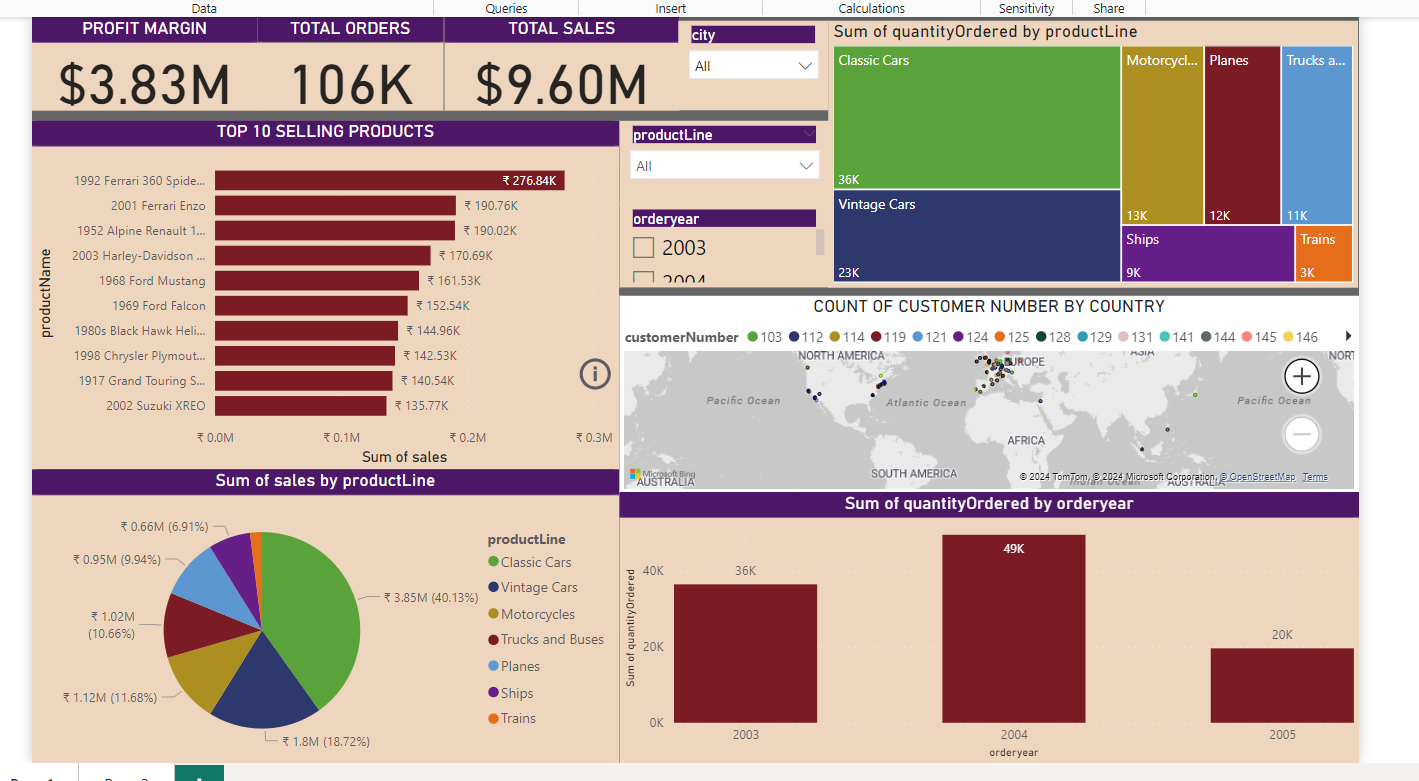 Data Queries Insert Calculations Sensitivity Share
PROFIT MARGIN
$3.83M
TOTAL ORDERS
106K
TOTAL SALES
$9.60M
city
All
TOP 10 SELLING PRODUCTS
productName
1992 Ferrari 360 Spide... ₹ 276.84K
2001 Ferrari Enzo ₹ 190.76K
1952 Alpine Renault 1... ₹ 190.02K
2003 Harley-Davidson ... ₹ 170.69K
1968 Ford Mustang ₹ 161.53K
1969 Ford Falcon ₹ 152.54K
1980s Black Hawk Heli... ₹ 144.96K
1998 Chrysler Plymout... ₹ 142.53K
1917 Grand Touring S... ₹ 140.54K
2002 Suzuki XREO ₹ 135.77K
₹ 0.0M ₹ 0.1M ₹ 0.2M ₹ 0.3M
Sum of sales
productLine
All
orderyear
2003
2004
Sum of quantityOrdered by productLine
Classic Cars
36K
Vintage Cars
23K
Motorcycl...
13K
Planes
12K
Trucks a...
11K
Ships
9K
Trains
3K
COUNT OF CUSTOMER NUMBER BY COUNTRY
customerNumber 103 112 114 119 121 124 125 128 129 131 141 144 145 146
NORTH AMERICA EUROPE ASIA NORT
Pacific Ocean Atlantic Ocean Pacific Ocean
AFRICA
SOUTH AMERICA
Microsoft Bing
AUSTRALIA
Indian Ocean AUSTRALIA
© 2024 TomTom, © 2024 Microsoft Corporation, © OpenStreetMap Terms
Sum of sales by productLine
₹ 0.66M (6.91%)
₹ 0.95M (9.94%)
₹ 1.02M
(10.66%)
₹ 1.12M (11.68%)
₹ 1.8M (18.72%)
₹ 3.85M (40.13%)
productLine
Classic Cars
Vintage Cars
Motorcycles
Trucks and Buses
Planes
Ships
Trains
Sum of quantityOrdered by orderyear
Sum of quantityOrdered
40K
20K
0K
36K
49K
20K
2003 2004 2005
orderyear